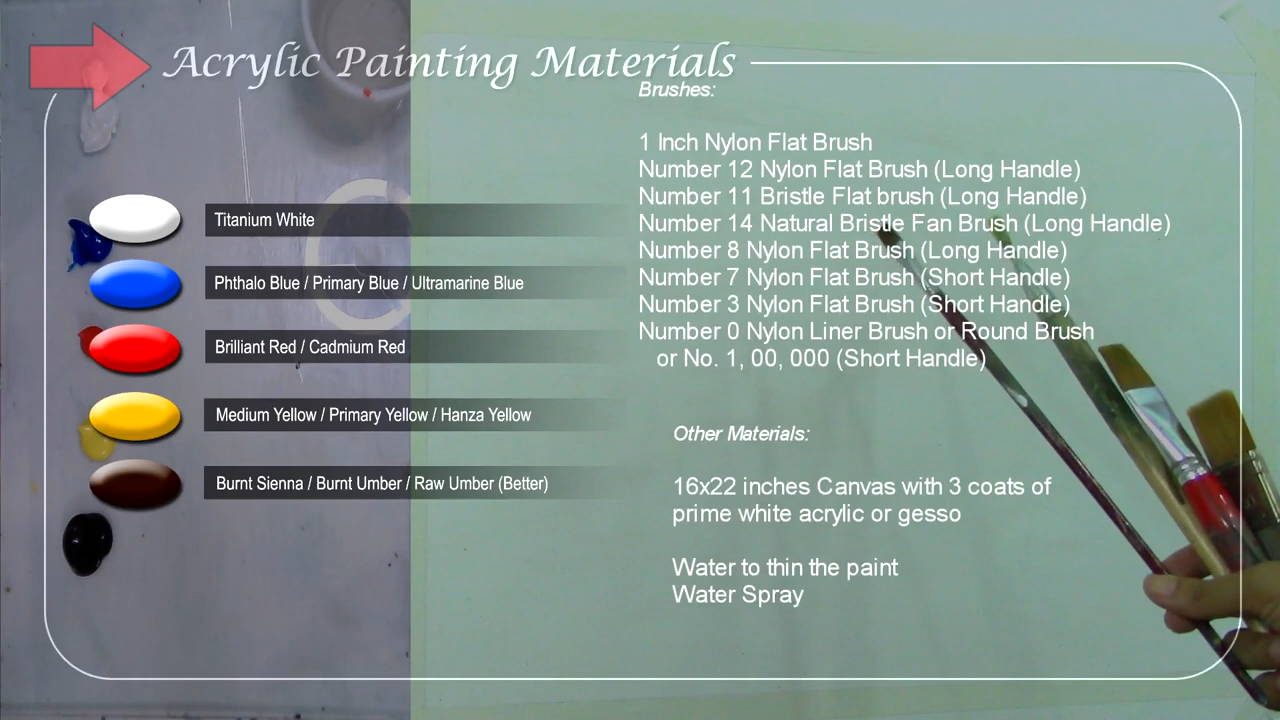 Acrylic Painting Materials
Titanium White
Phthalo Blue / Primary Blue / Ultramarine Blue
Brilliant Red / Cadmium Red
Medium Yellow / Primary Yellow / Hanza Yellow
Burnt Sienna / Burnt Umber / Raw Umber (Better)
Brushes:
1 Inch Nylon Flat Brush
Number 12 Nylon Flat Brush (Long Handle)
Number 11 Bristle Flat brush (Long Handle)
Number 14 Natural Bristle Fan Brush (Long Handle)
Number 8 Nylon Flat Brush (Long Handle)
Number 7 Nylon Flat Brush (Short Handle)
Number 3 Nylon Flat Brush (Short Handle)
Number 0 Nylon Liner Brush or Round Brush
or No. 1, 00, 000 (Short Handle)
Other Materials:
16x22 inches Canvas with 3 coats of
prime white acrylic or gesso
Water to thin the paint
Water Spray